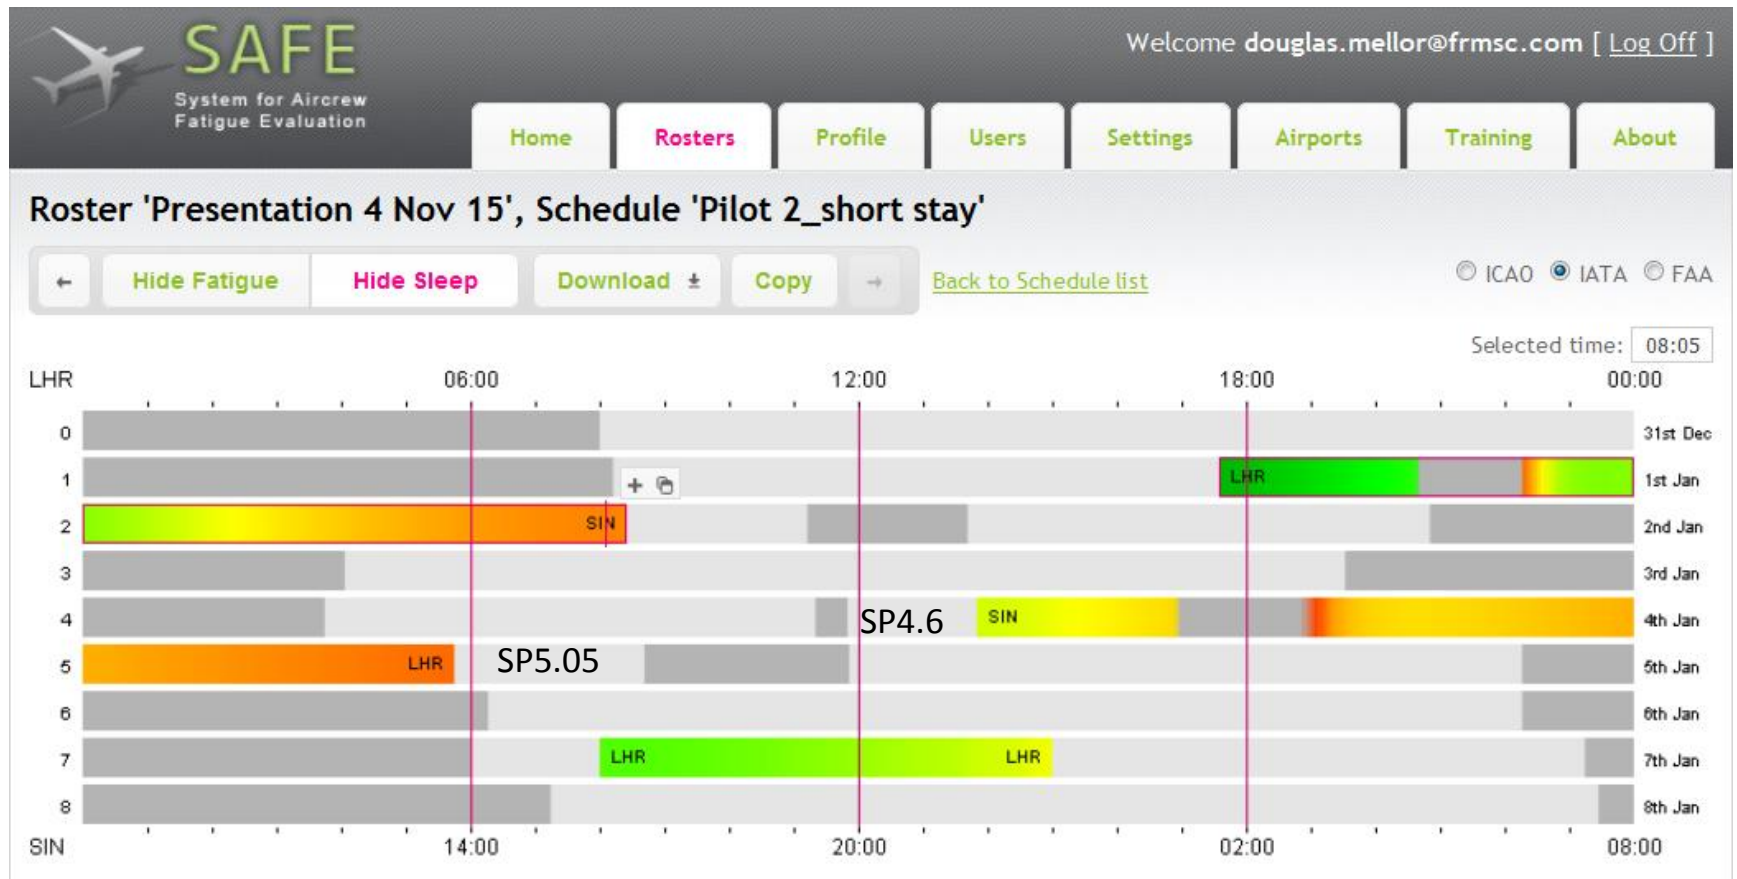 SAFE
System for Aircrew
Fatigue Evaluation
Welcome douglas.mellor@frmsc.com [ Log Off ]
Home Rosters Profile Users Settings Airports Training About
Roster 'Presentation 4 Nov 15', Schedule 'Pilot 2_short stay'
← Hide Fatigue Hide Sleep Download Copy → Back to Schedule list ICAO IATA FAA
Selected time: 08:05
LHR 06:00 12:00 18:00 00:00
0 31st Dec
1 + LHR 1st Jan
2 SIN 2nd Jan
3 3rd Jan
4 SP4.6 SIN 4th Jan
5 LHR SP5.05 5th Jan
6 6th Jan
7 LHR LHR 7th Jan
8 8th Jan
SIN 14:00 20:00 02:00 08:00